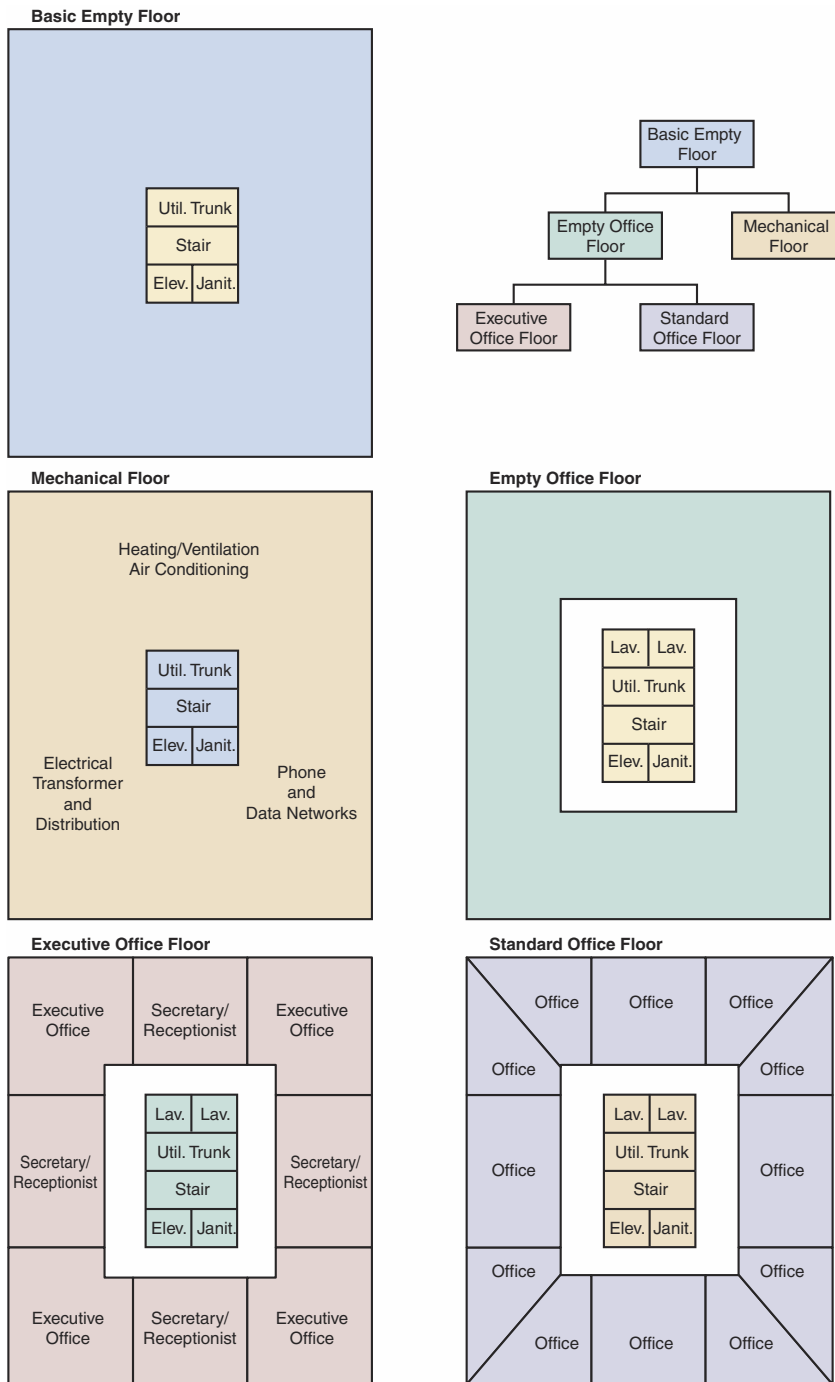 Basic Empty Floor
Util. Trunk
Stair
Elev. Janit.
Basic Empty
Floor
Empty Office
Floor
Mechanical
Floor
Executive
Office Floor
Standard
Office Floor
Mechanical Floor
Heating/Ventilation
Air Conditioning
Util. Trunk
Stair
Elev. Janit.
Electrical
Transformer
and
Distribution
Phone
and
Data Networks
Empty Office Floor
Lav. Lav.
Util. Trunk
Stair
Elev. Janit.
Executive Office Floor
Executive
Office
Secretary/
Receptionist
Executive
Office
Lav. Lav.
Util. Trunk
Stair
Elev. Janit.
Secretary/
Receptionist
Secretary/
Receptionist
Executive
Office
Secretary/
Receptionist
Executive
Office
Standard Office Floor
Office
Office
Office
Office
Office
Lav. Lav.
Util. Trunk
Stair
Elev. Janit.
Office
Office
Office
Office
Office
Office
Office